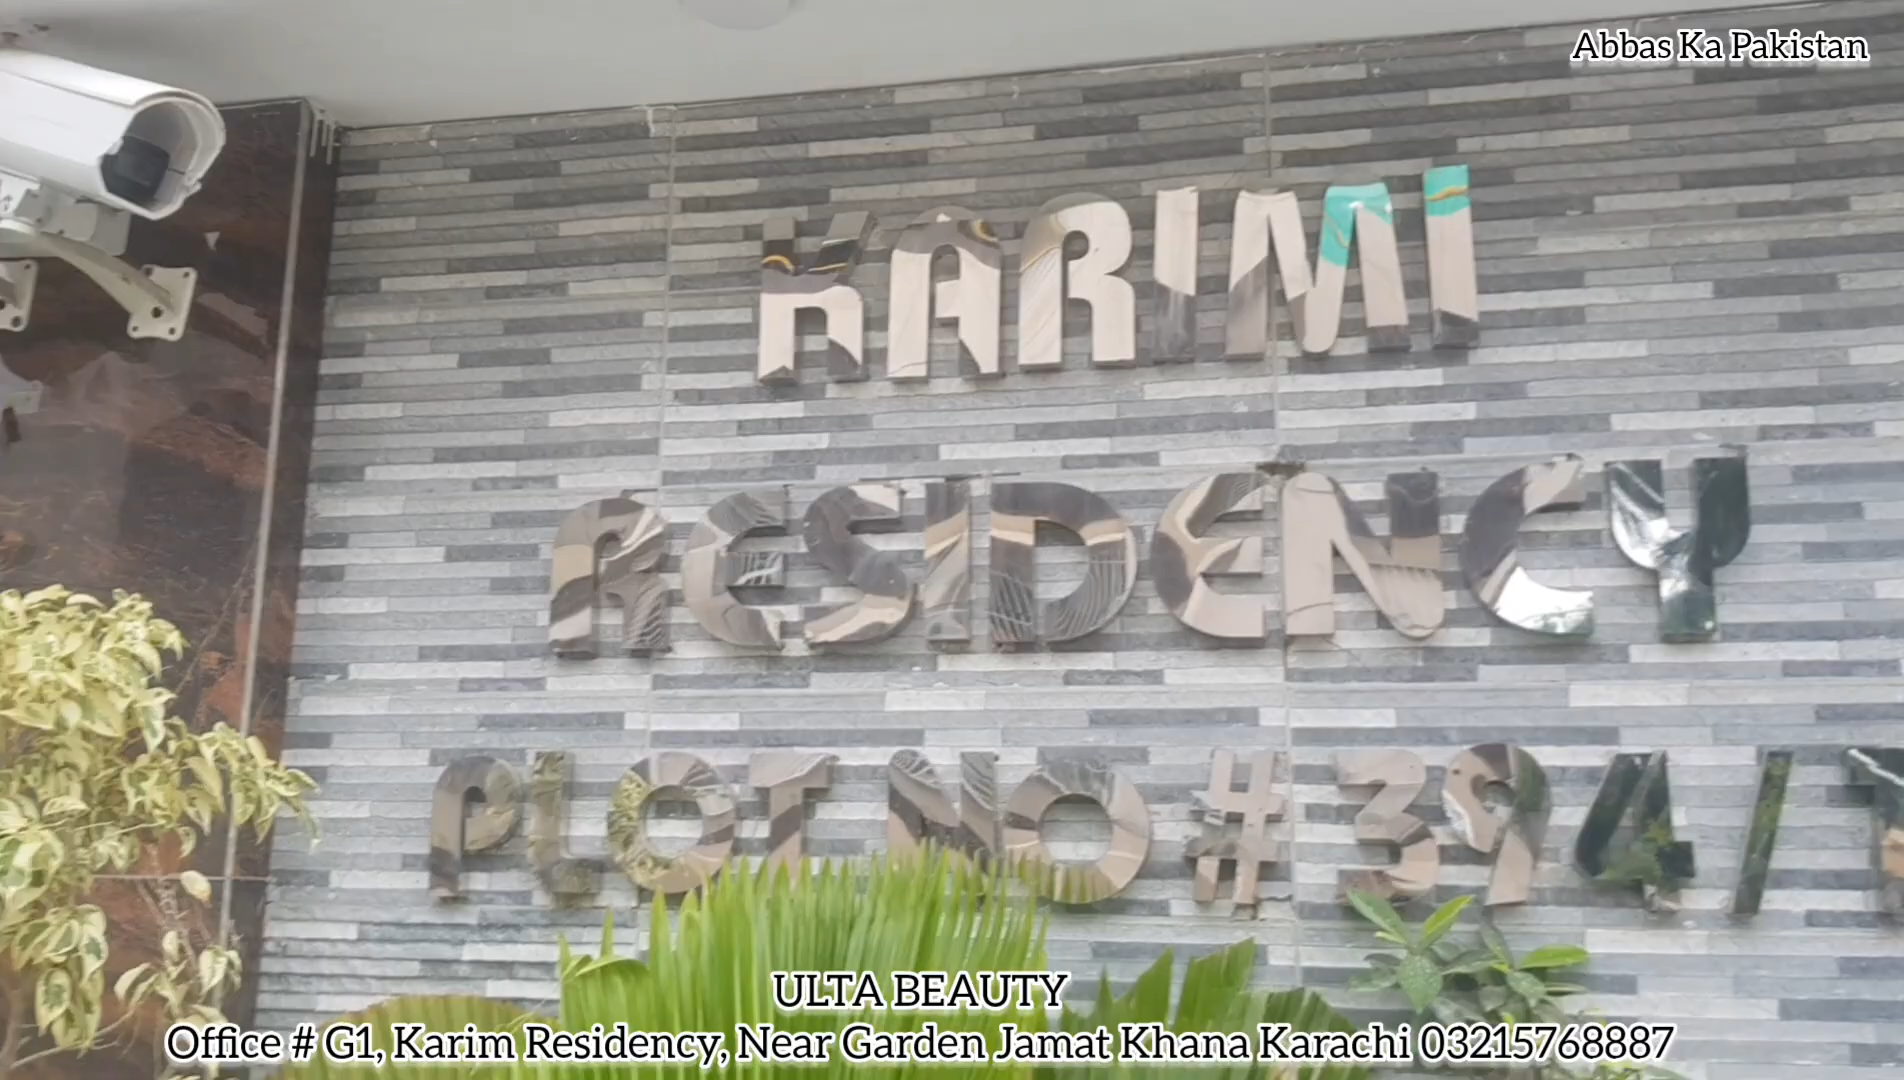 Abbas Ka Pakistan
KARIMI
RESIDENCY
PLOT NO # 394/
ULTA BEAUTY
Office # G1, Karim Residency, Near Garden Jamat Khana Karachi 03215768887